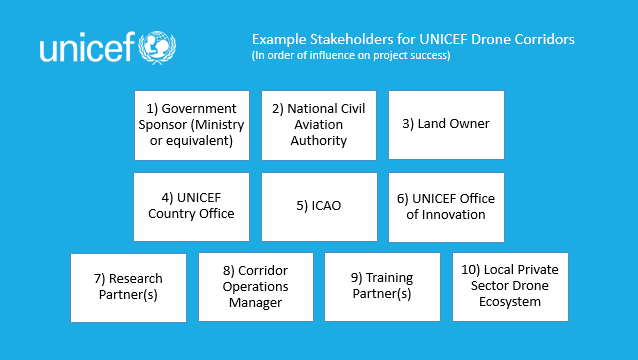 unicef
Example Stakeholders for UNICEF Drone Corridors
(In order of influence on project success)
1) Government
Sponsor (Ministry
or equivalent)
2) National Civil
Aviation
Authority
3) Land Owner
4) UNICEF
Country Office
5) ICAO
6) UNICEF Office
of Innovation
7) Research
Partner(s)
8) Corridor
Operations
Manager
9) Training
Partner(s)
10) Local Private
Sector Drone
Ecosystem